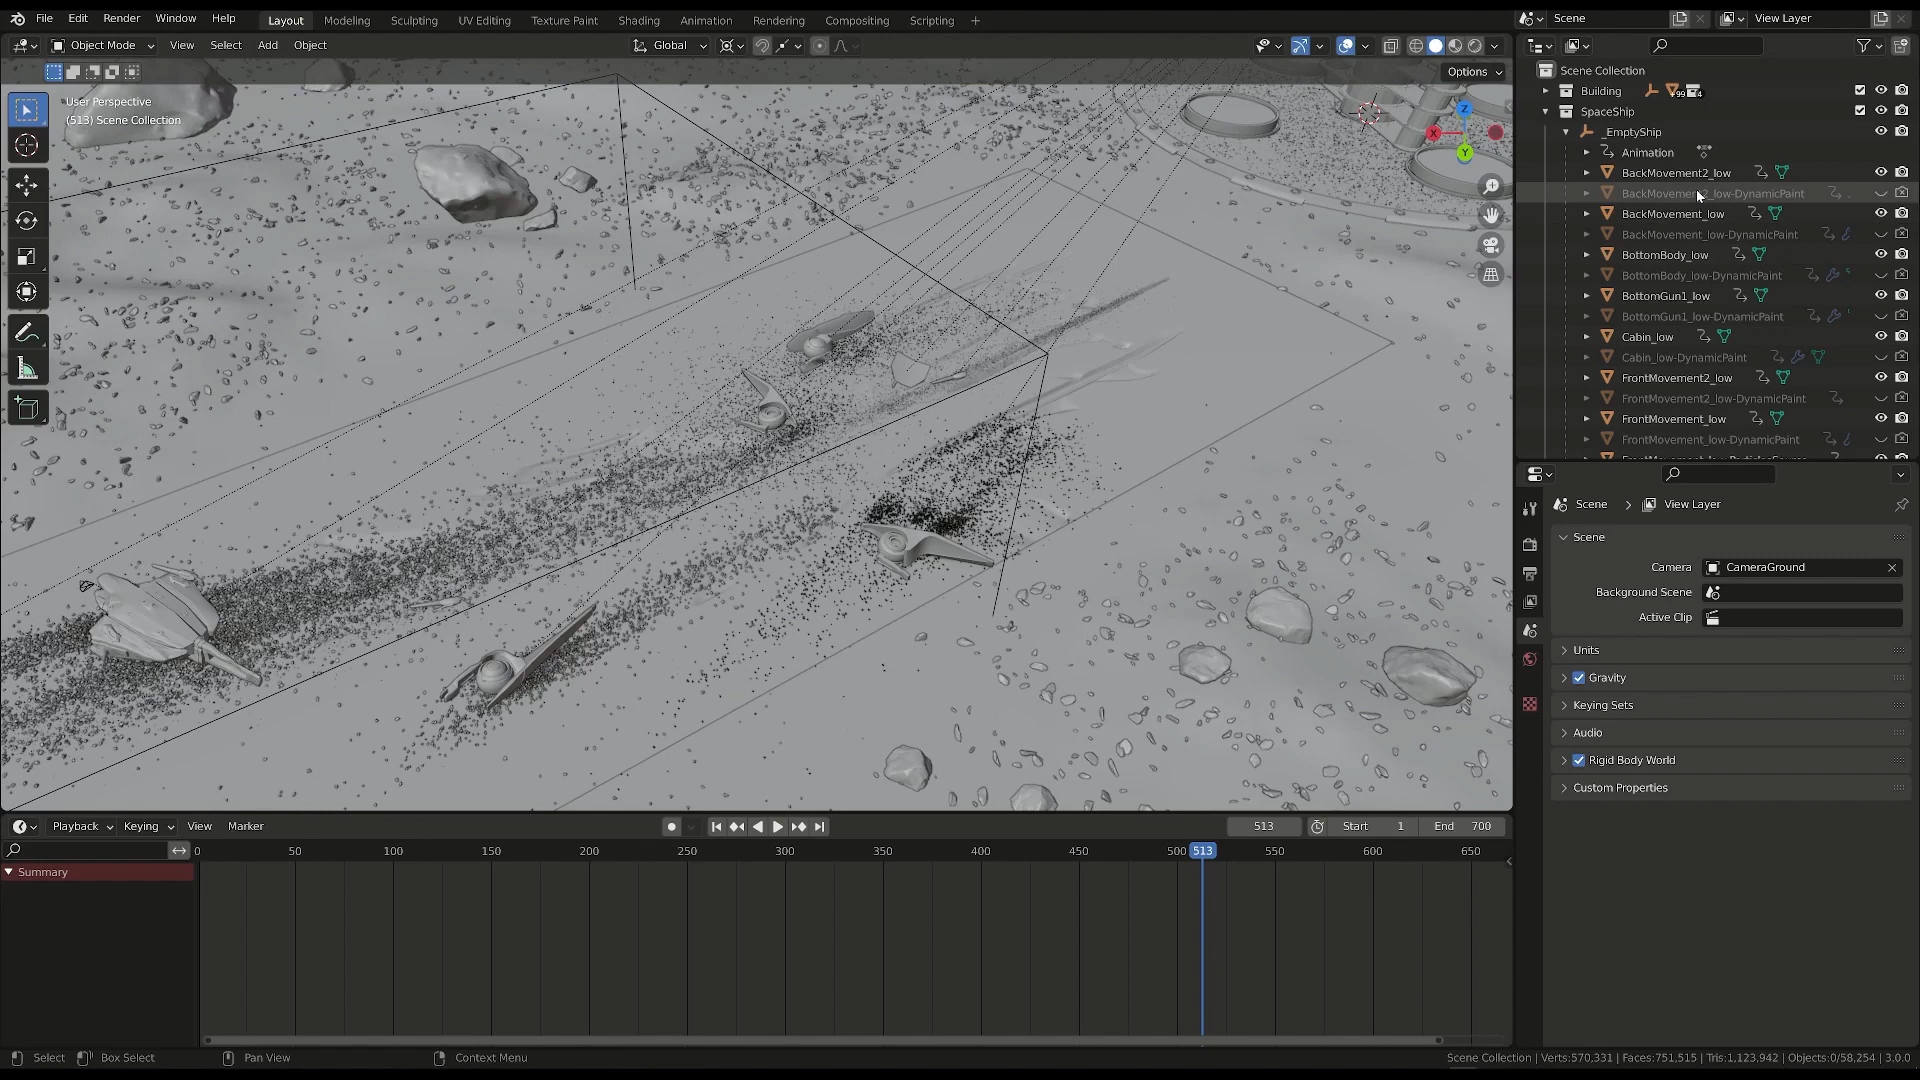 File Edit Render Window Help Layout Modeling Sculpting UV Editing Texture Paint Shading Animation Rendering Compositing Scripting + Scene View Layer
Object Mode View Select Add Object Global
Options
User Perspective
(513) Scene Collection
Z
X
Y
Scene Collection
Building
SpaceShip
_EmptyShip
Animation
BackMovement2_low
BackMovement2_low-DynamicPaint
BackMovement_low
BackMovement_low-DynamicPaint
BottomBody_low
BottomBody_low-DynamicPaint
BottomGun1_low
BottomGun1_low-DynamicPaint
Cabin_low
Cabin_low-DynamicPaint
FrontMovement2_low
FrontMovement2_low-DynamicPaint
FrontMovement_low
FrontMovement_low-DynamicPaint
Scene > View Layer
Scene
Camera CameraGround
Background Scene
Active Clip
Units
Gravity
Keying Sets
Audio
Rigid Body World
Custom Properties
Playback Keying View Marker 513 Start 1 End 700
0 50 100 150 200 250 300 350 400 450 500 513 550 600 650
Summary
Select Box Select Pan View Context Menu Scene Collection | Verts:570,331 | Faces:751,515 | Tris:1,123,942 | Objects:0/58,254 | 3.0.0